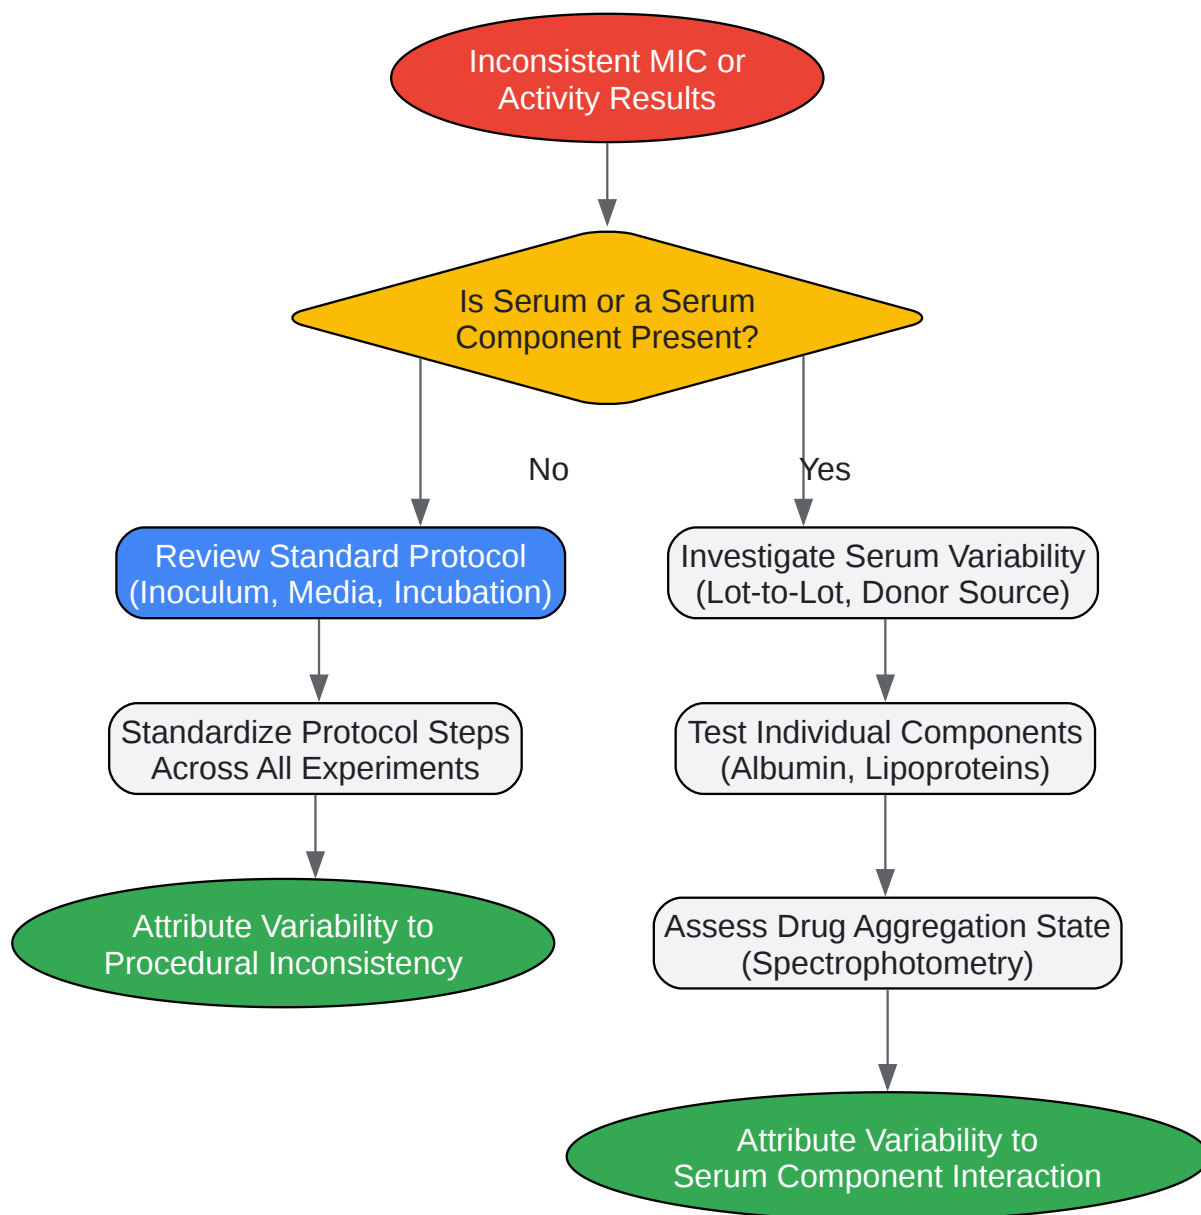 Inconsistent MIC or
Activity Results
Is Serum or a Serum
Component Present?
No
Yes
Review Standard Protocol
(Inoculum, Media, Incubation)
Investigate Serum Variability
(Lot-to-Lot, Donor Source)
Standardize Protocol Steps
Across All Experiments
Test Individual Components
(Albumin, Lipoproteins)
Attribute Variability to
Procedural Inconsistency
Assess Drug Aggregation State
(Spectrophotometry)
Attribute Variability to
Serum Component Interaction